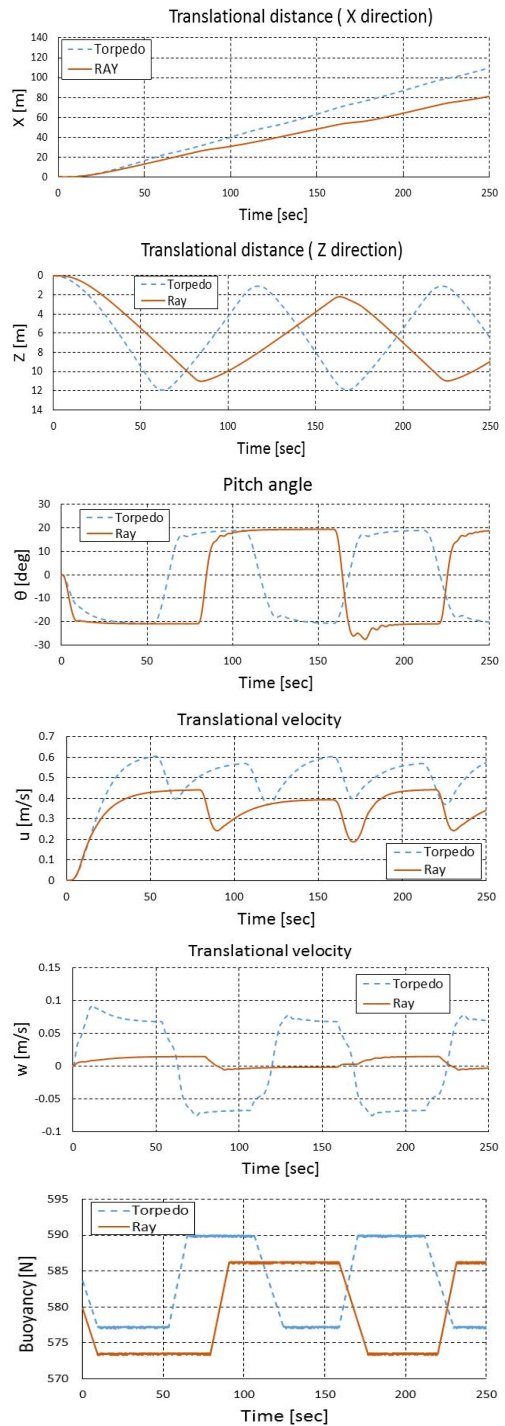 Translational distance ( X direction)
140
120
100
80
60
40
20
0
X [m]
Torpedo
RAY
0 50 100 150 200 250
Time [sec]
Translational distance ( Z direction)
0
2
4
6
8
10
12
14
Z [m]
Torpedo
Ray
0 50 100 150 200 250
Time [sec]
Pitch angle
30
20
10
0
-10
-20
-30
θ [deg]
Torpedo
Ray
0 50 100 150 200 250
Time [sec]
Translational velocity
0.7
0.6
0.5
0.4
0.3
0.2
0.1
0
u [m/s]
Torpedo
Ray
0 50 100 150 200 250
Time [sec]
Translational velocity
0.15
0.1
0.05
0
-0.05
-0.1
w [m/s]
Torpedo
Ray
0 50 100 150 200 250
Time [sec]
595
590
585
580
575
570
Buoyancy [N]
Torpedo
Ray
0 50 100 150 200 250
Time [sec]